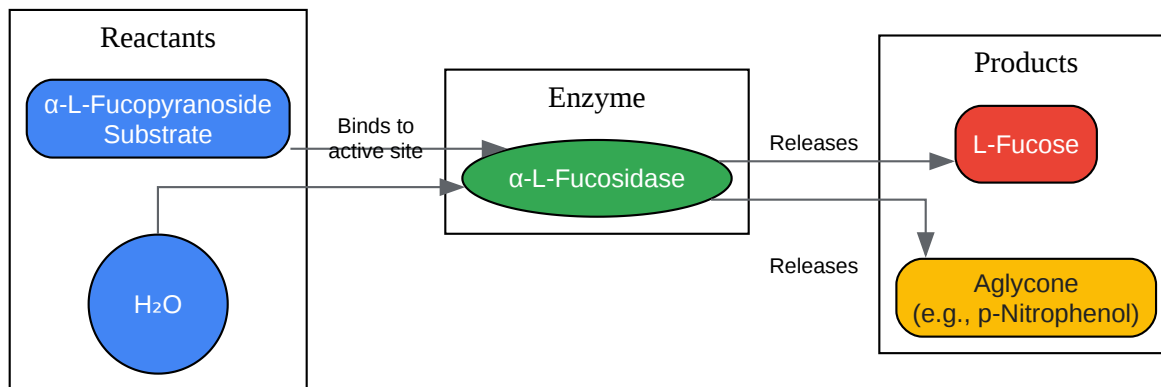 Reactants
α-L-Fucopyranoside
Substrate
H₂O
Binds to
active site
Enzyme
α-L-Fucosidase
Releases
Releases
Products
L-Fucose
Aglycone
(e.g., p-Nitrophenol)